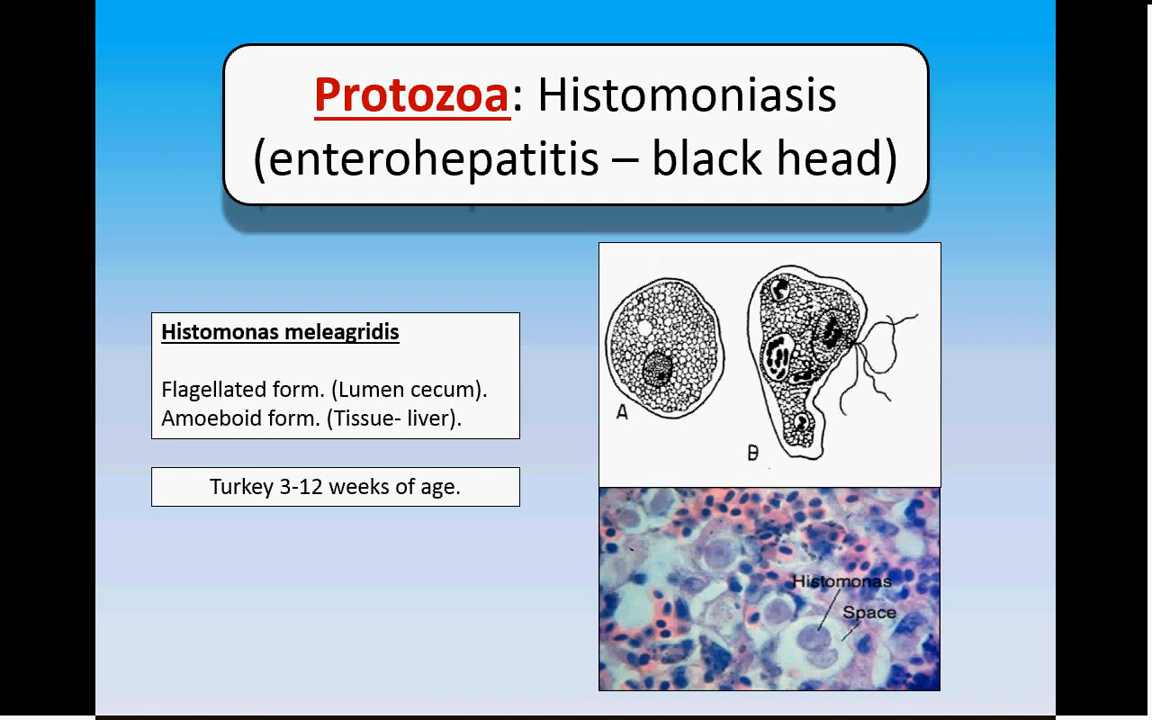 Protozoa: Histomoniasis
(enterohepatitis – black head)
Histomonas meleagridis
Flagellated form. (Lumen cecum).
Amoeboid form. (Tissue- liver).
Turkey 3-12 weeks of age.
A
B
Histomonas
Space